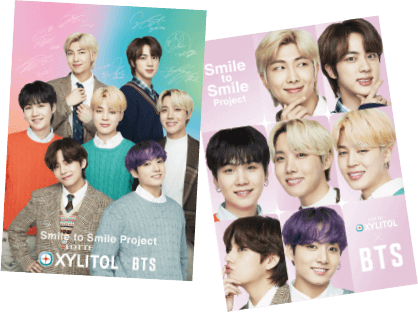 Smile to Smile Project
LOTTE
XYLITOL BTS
Smile
to
Smile
Project
LOTTE
XYLITOL
BTS